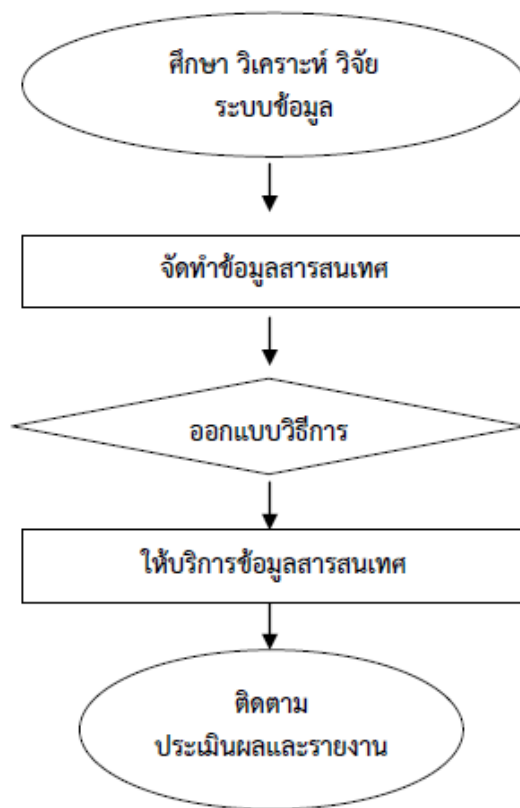 ศึกษา วิเคราะห์ วิจัย
ระบบข้อมูล
จัดทำข้อมูลสารสนเทศ
ออกแบบวิธีการ
ให้บริการข้อมูลสารสนเทศ
ติดตาม
ประเมินผลและรายงาน